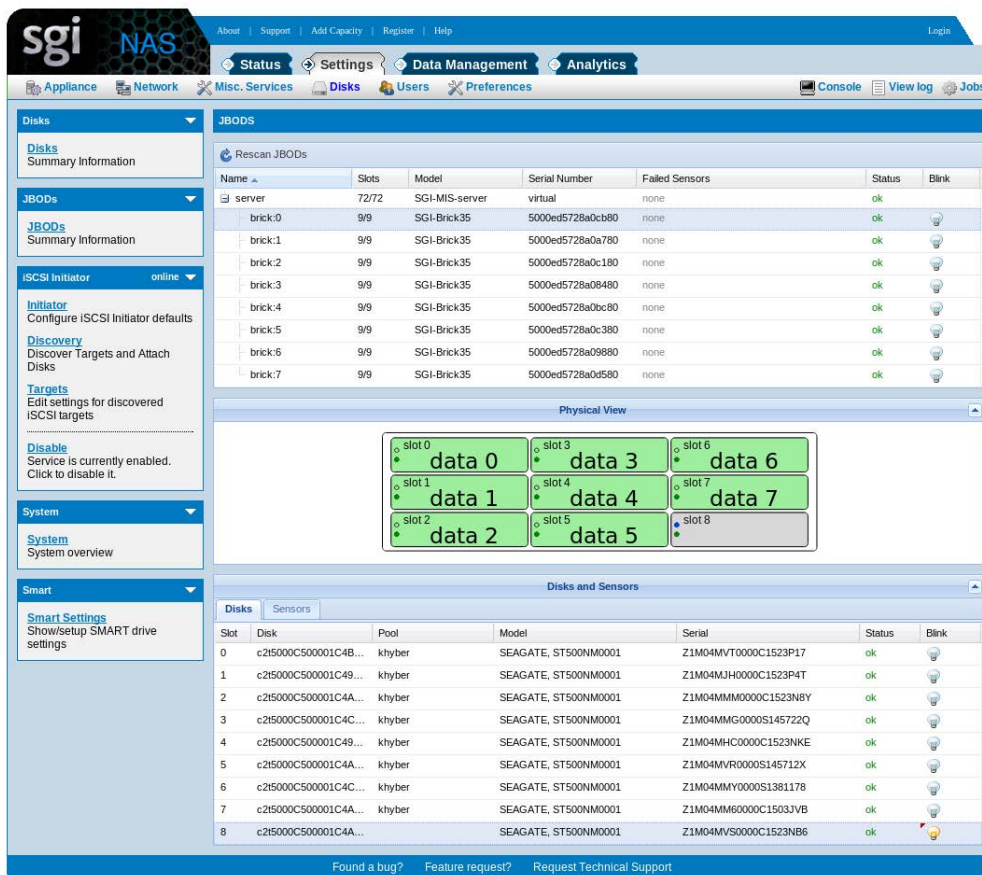 sgi NAS
About | Support | Add Capacity | Register | Help
Login
Status Settings Data Management Analytics
Appliance Network Misc. Services Disks Users Preferences Console View log Jobs
Disks
Disks
Summary Information
JBODs
JBODs
Summary Information
iSCSI Initiator online
Initiator
Configure iSCSI Initiator defaults
Discovery
Discover Targets and Attach
Disks
Targets
Edit settings for discovered
iSCSI targets
Disable
Service is currently enabled.
Click to disable it.
System
System
System overview
Smart
Smart Settings
Show/setup SMART drive
settings
JBODS
Rescan JBODs
Name Slots Model Serial Number Failed Sensors Status Blink
server 72/72 SGI-MIS-server virtual none ok
brick:0 9/9 SGI-Brick35 5000ed5728a0cb80 none ok
brick:1 9/9 SGI-Brick35 5000ed5728a0a780 none ok
brick:2 9/9 SGI-Brick35 5000ed5728a0c180 none ok
brick:3 9/9 SGI-Brick35 5000ed5728a08480 none ok
brick:4 9/9 SGI-Brick35 5000ed5728a0bc80 none ok
brick:5 9/9 SGI-Brick35 5000ed5728a0c380 none ok
brick:6 9/9 SGI-Brick35 5000ed5728a09880 none ok
brick:7 9/9 SGI-Brick35 5000ed5728a0d580 none ok
Physical View
slot 0 slot 3 slot 6
data 0 data 3 data 6
slot 1 slot 4 slot 7
data 1 data 4 data 7
slot 2 slot 5 slot 8
data 2 data 5
Disks and Sensors
Disks Sensors
Slot Disk Pool Model Serial Status Blink
0 c2t5000C500001C4B... khyber SEAGATE, ST500NM0001 Z1M04MVT0000C1523P17 ok
1 c2t5000C500001C49... khyber SEAGATE, ST500NM0001 Z1M04MJH0000C1523P4T ok
2 c2t5000C500001C4A... khyber SEAGATE, ST500NM0001 Z1M04MMM0000C1523N8Y ok
3 c2t5000C500001C4C... khyber SEAGATE, ST500NM0001 Z1M04MMG0000S145722Q ok
4 c2t5000C500001C49... khyber SEAGATE, ST500NM0001 Z1M04MHC0000C1523NKE ok
5 c2t5000C500001C4A... khyber SEAGATE, ST500NM0001 Z1M04MVR0000S145712X ok
6 c2t5000C500001C4C... khyber SEAGATE, ST500NM0001 Z1M04MMY0000S1381178 ok
7 c2t5000C500001C4A... khyber SEAGATE, ST500NM0001 Z1M04MM60000C1503JVB ok
8 c2t5000C500001C4A... SEAGATE, ST500NM0001 Z1M04MVS0000C1523NB6 ok
Found a bug? Feature request? Request Technical Support